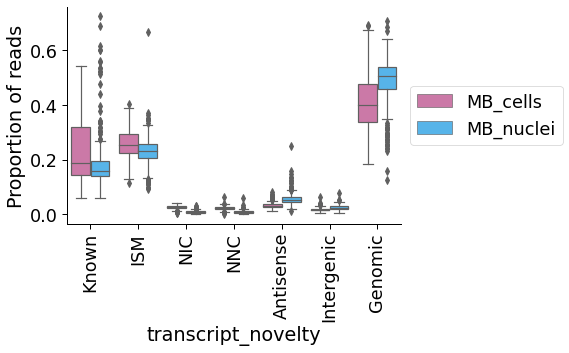 Proportion of reads
0.6
0.4
0.2
0.0
Known
ISM
NIC
NNC
Antisense
Intergenic
Genomic
transcript_novelty
MB_cells
MB_nuclei